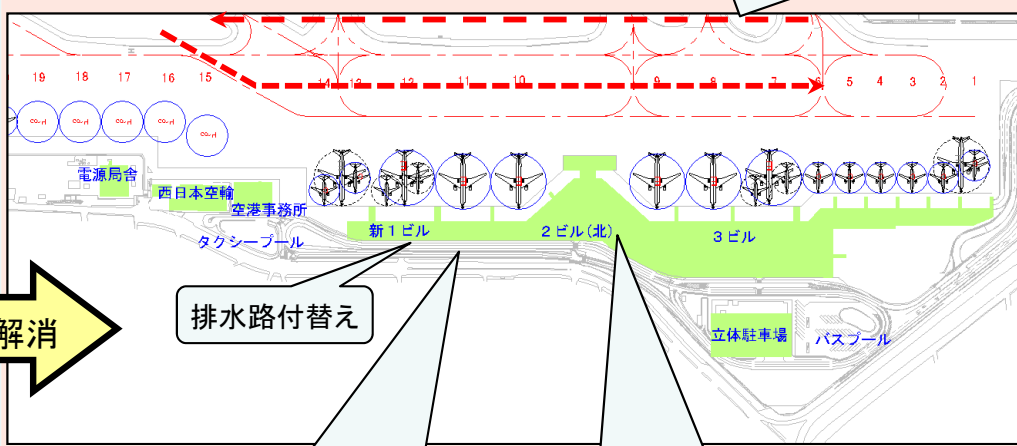 19 18 17 16 15 14 13 12 11 10 9 8 7 6 5 4 3 2 1
電源局舎
西日本空輸
空港事務所
タクシープール
新1ビル
2ビル(北)
3ビル
排水路付替え
解消
立体駐車場
バスプール